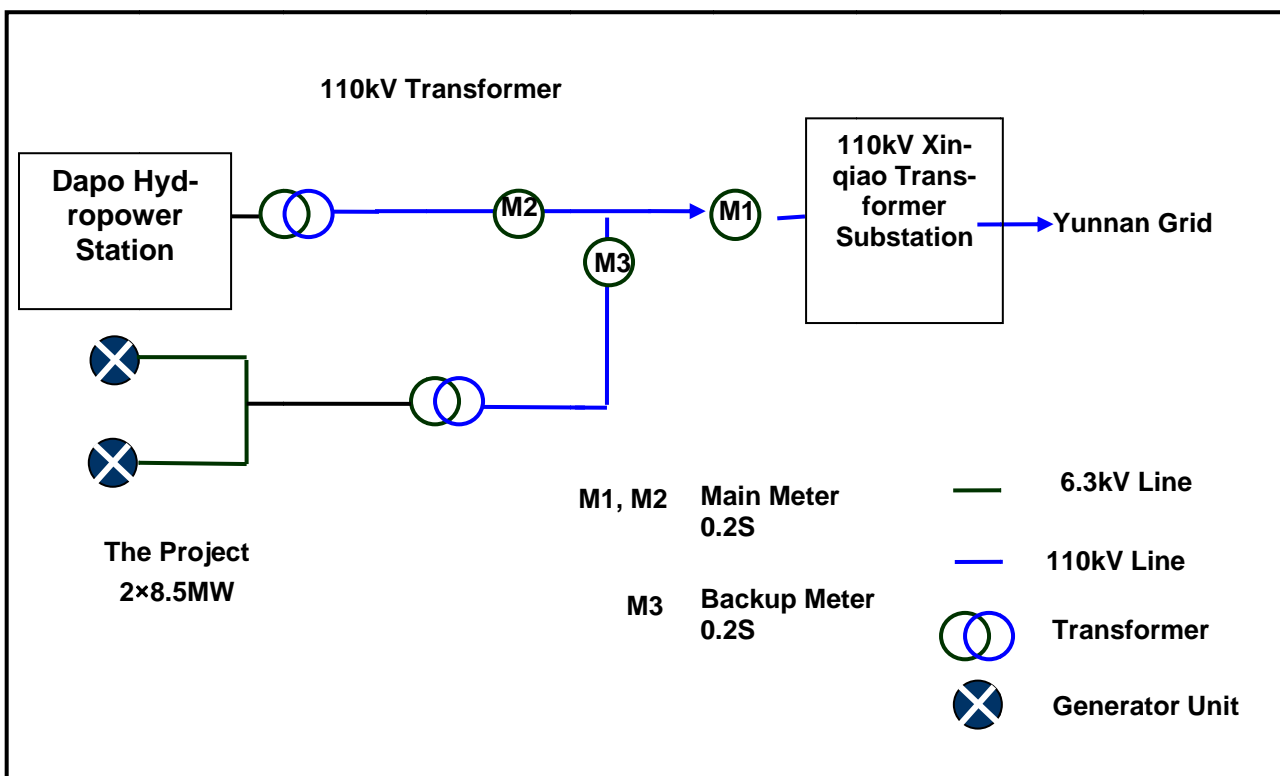 110kV Transformer
Dapo Hyd-
ropower
Station
M2
M1
M3
110kV Xin-
qiao Trans-
former
Substation
Yunnan Grid
The Project
2×8.5MW
M1, M2 Main Meter
0.2S
M3 Backup Meter
0.2S
6.3kV Line
110kV Line
Transformer
Generator Unit